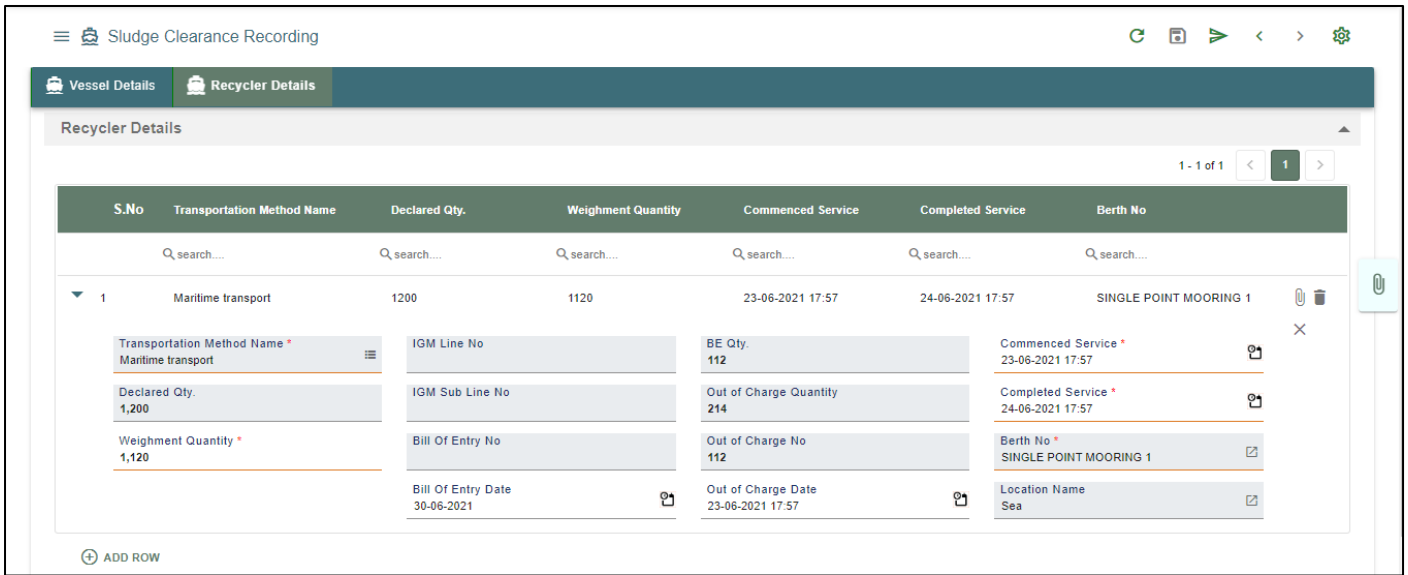 Sludge Clearance Recording
Vessel Details
Recycler Details
Recycler Details
1 - 1 of 1
1
S.No Transportation Method Name Declared Qty. Weighment Quantity Commenced Service Completed Service Berth No
search.... search.... search.... search.... search.... search....
1 Maritime transport 1200 1120 23-06-2021 17:57 24-06-2021 17:57 SINGLE POINT MOORING 1
Transportation Method Name * IGM Line No BE Qty. Commenced Service *
Maritime transport 112 23-06-2021 17:57
Declared Qty. IGM Sub Line No Out of Charge Quantity Completed Service *
1,200 214 24-06-2021 17:57
Weighment Quantity * Bill Of Entry No Out of Charge No Berth No *
1,120 112 SINGLE POINT MOORING 1
Bill Of Entry Date Out of Charge Date Location Name
30-06-2021 23-06-2021 17:57 Sea
ADD ROW